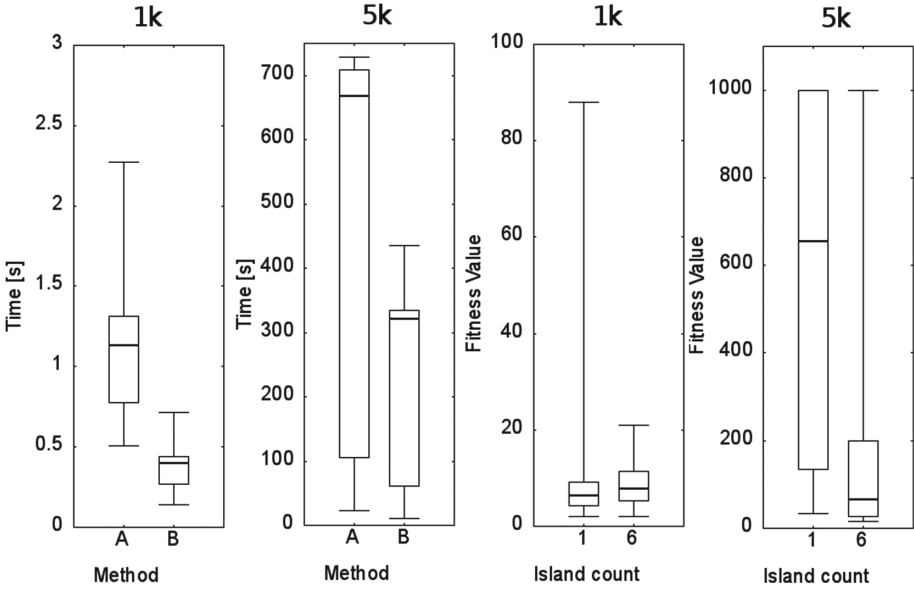 1k
5k
1k
5k
Time [s]
3
2.5
2
1.5
1
0.5
0
A B
Method
Time [s]
700
600
500
400
300
200
100
0
A B
Method
Fitness Value
100
80
60
40
20
0
1 6
Island count
Fitness Value
1000
800
600
400
200
0
1 6
Island count